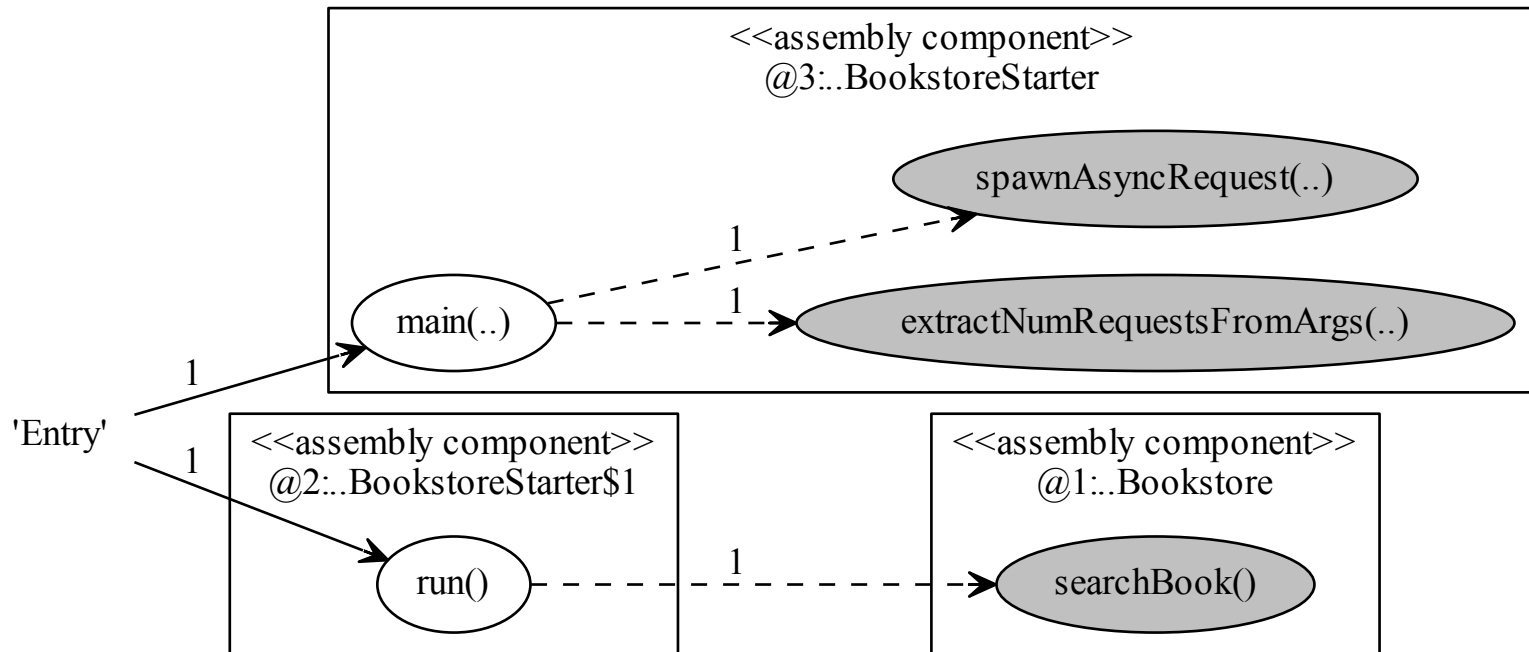 <<assembly component>>
@3:..BookstoreStarter
spawnAsyncRequest(..)
1
1
main(..)
extractNumRequestsFromArgs(..)
1
'Entry'
1
<<assembly component>>
@2:..BookstoreStarter$1
<<assembly component>>
@1:..Bookstore
run()
1
searchBook()